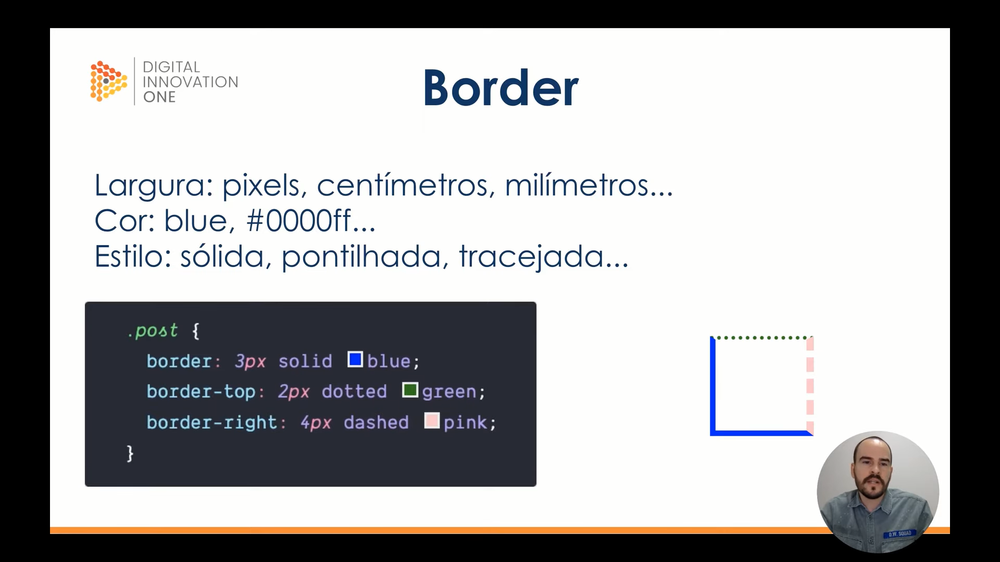 DIGITAL
INNOVATION
ONE
Border
Largura: pixels, centímetros, milímetros...
Cor: blue, #0000ff...
Estilo: sólida, pontilhada, tracejada...
.post {
border: 3px solid blue;
border-top: 2px dotted green;
border-right: 4px dashed pink;
}
D.W. SQUAD